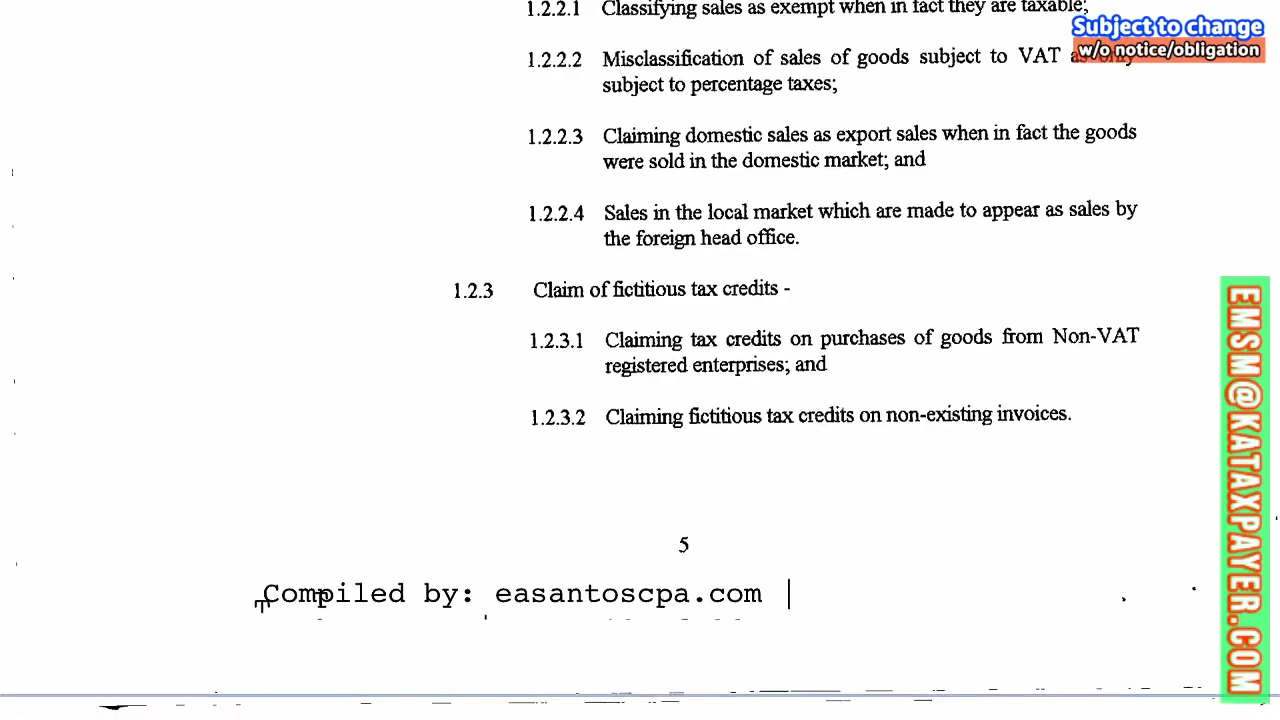 1.2.2.1 Classifying sales as exempt when in fact they are taxable;
Subject to change
w/o notice/obligation
1.2.2.2 Misclassification of sales of goods subject to VAT as only
subject to percentage taxes;
1.2.2.3 Claiming domestic sales as export sales when in fact the goods
were sold in the domestic market; and
1.2.2.4 Sales in the local market which are made to appear as sales by
the foreign head office.
1.2.3 Claim of fictitious tax credits -
1.2.3.1 Claiming tax credits on purchases of goods from Non-VAT
registered enterprises; and
1.2.3.2 Claiming fictitious tax credits on non-existing invoices.
5
Compiled by: easantoscpa.com |
EMSM@KATAXPAYER.COM